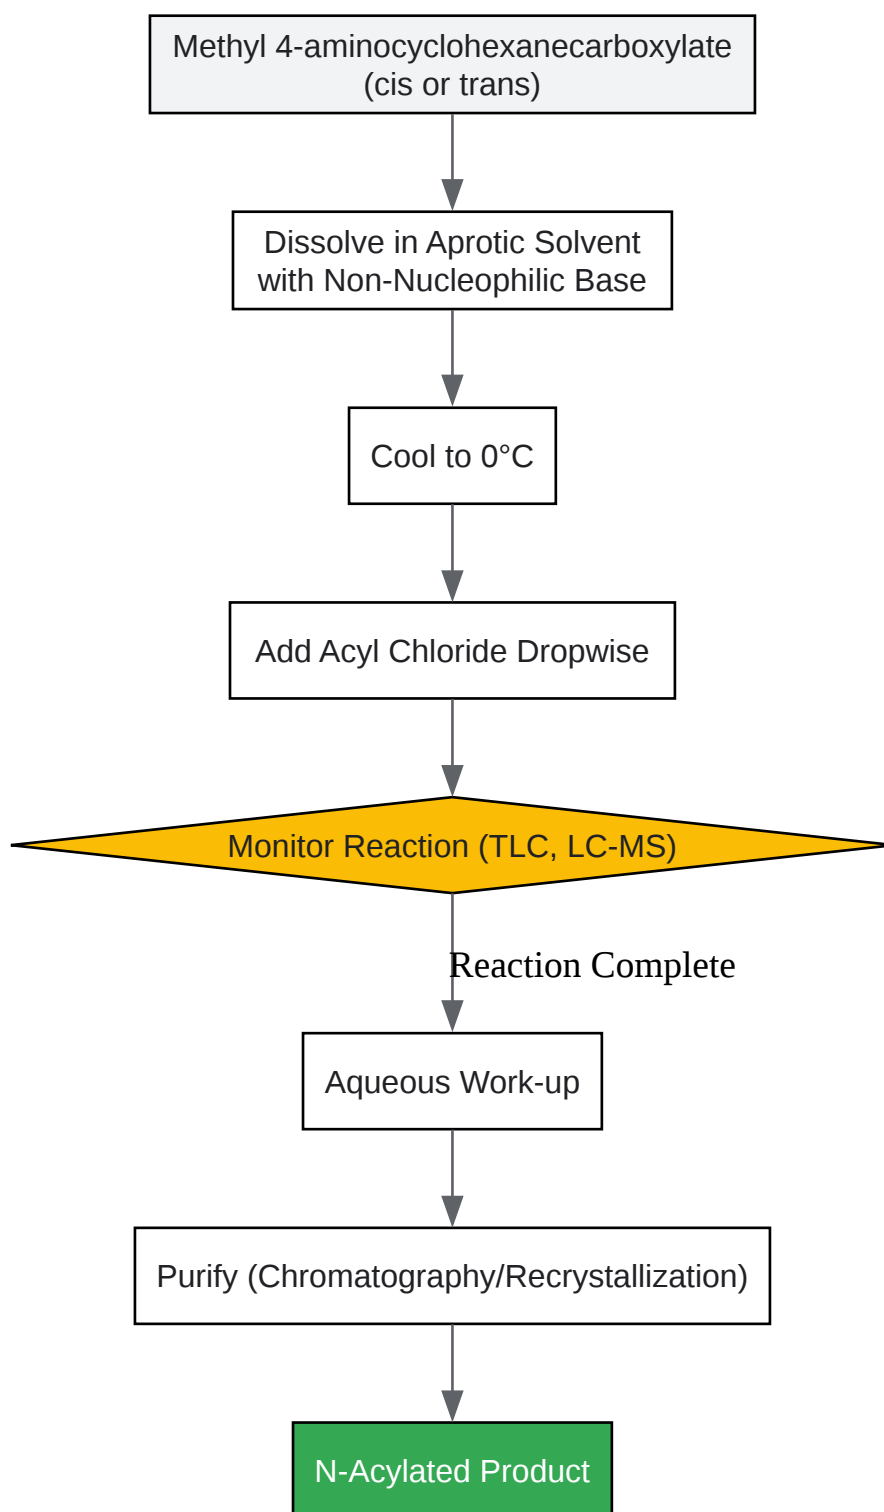 Methyl 4-aminocyclohexanecarboxylate
(cis or trans)
Dissolve in Aprotic Solvent
with Non-Nucleophilic Base
Cool to 0°C
Add Acyl Chloride Dropwise
Monitor Reaction (TLC, LC-MS)
Reaction Complete
Aqueous Work-up
Purify (Chromatography/Recrystallization)
N-Acylated Product